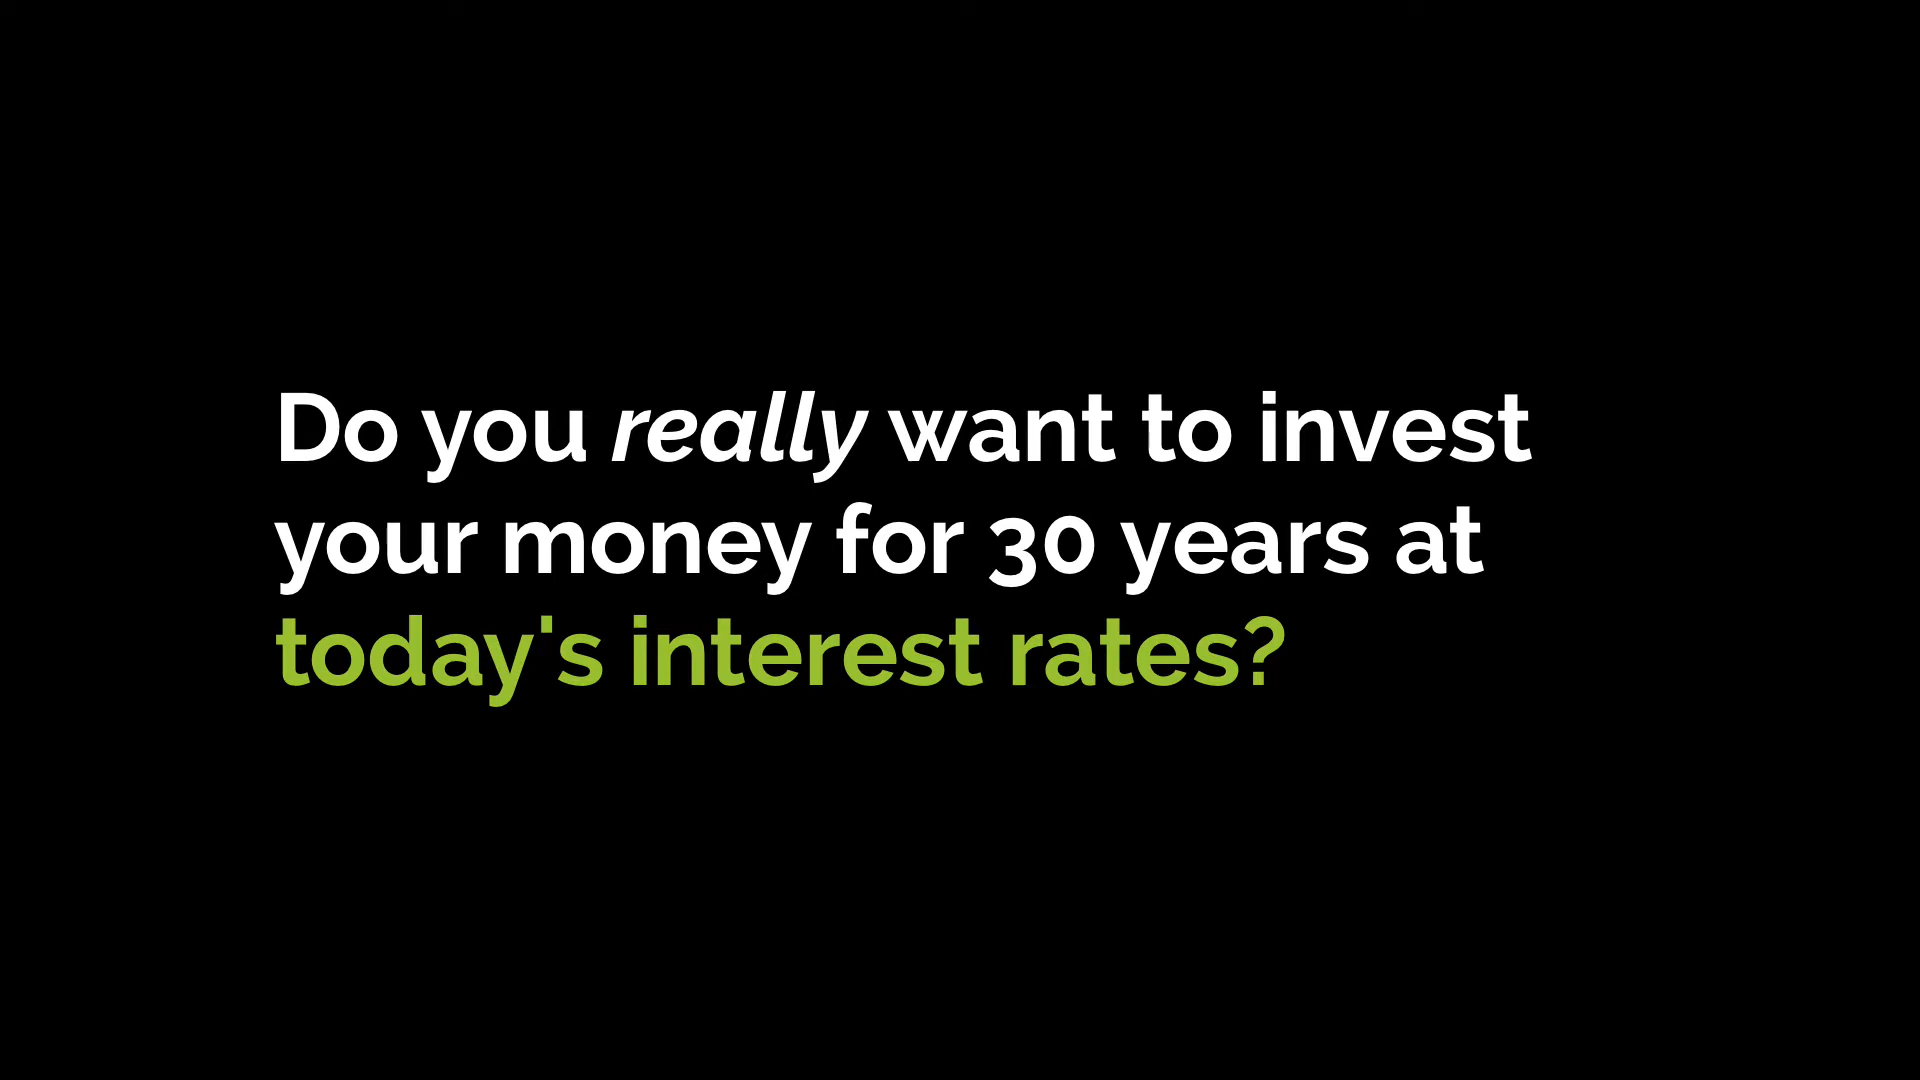 Do you really want to invest
your money for 30 years at
today's interest rates?